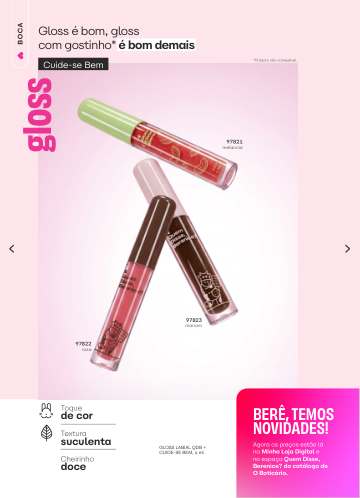 BOCA
Gloss é bom, gloss
com gostinho* é bom demais
Cuide-se Bem
gloss
97821
melancia
97823
97822
Toque
de cor
Textura
suculenta
Cheirinho
doce
GLOSS LABIAL QDB +
CUIDE-SE BEM,
BERÊ, TEMOS
NOVIDADES!
Agora os preços estão lá
na Minha Loja Digital e
no espaço Quem Disse,
Berenice? do catálogo de
O Boticário.